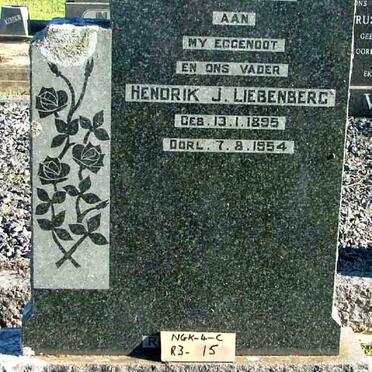 AAN
MY EGGENOOT
EN ONS VADER
HENDRIK J. LIEBENBERG
GEB. 13.1.1895
OORL. 7.8.1954
NGK-4-C
R3- 15